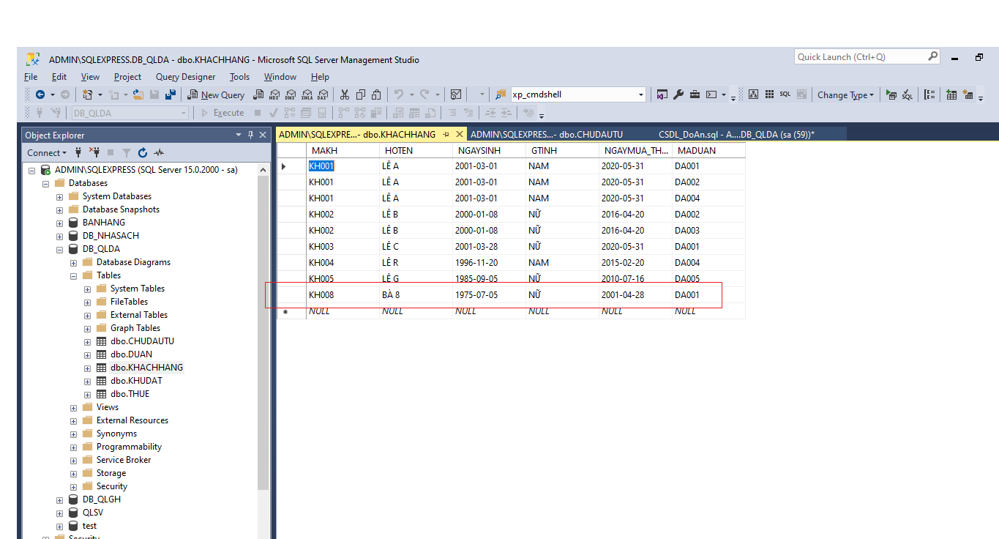 ADMIN\SQLEXPRESS.DB_QLDA - dbo.KHACHHANG - Microsoft SQL Server Management Studio
Quick Launch (Ctrl+Q)
File Edit View Project Query Designer Tools Window Help
New Query MDX DMX XMLA DAX xp_cmdshell SQL Change Type SQL
DB_QLDA Execute
Object Explorer
Connect
ADMIN\SQLEXPRESS (SQL Server 15.0.2000 - sa)
Databases
System Databases
Database Snapshots
BANHANG
DB_NHASACH
DB_QLDA
Database Diagrams
Tables
System Tables
FileTables
External Tables
Graph Tables
dbo.CHUDAUTU
dbo.DUAN
dbo.KHACHHANG
dbo.KHUDAT
dbo.THUE
Views
External Resources
Synonyms
Programmability
Service Broker
Storage
Security
DB_QLGH
QLSV
test
Security
ADMIN\SQLEXPRE...- dbo.KHACHHANG ADMIN\SQLEXPRES...- dbo.CHUDAUTU CSDL_DoAn.sql - A....DB_QLDA (sa (59))*
MAKH HOTEN NGAYSINH GTINH NGAYMUA_TH... MADUAN
KH001 LÊ A 2001-03-01 NAM 2020-05-31 DA001
KH001 LÊ A 2001-03-01 NAM 2020-05-31 DA002
KH001 LÊ A 2001-03-01 NAM 2020-05-31 DA004
KH002 LÊ B 2000-01-08 NỮ 2016-04-20 DA002
KH002 LÊ B 2000-01-08 NỮ 2016-04-20 DA003
KH003 LÊ C 2001-03-28 NỮ 2020-05-31 DA001
KH004 LÊ R 1996-11-20 NAM 2015-02-20 DA004
KH005 LÊ G 1985-09-05 NỮ 2010-07-16 DA005
KH008 BÀ 8 1975-07-05 NỮ 2001-04-28 DA001
NULL NULL NULL NULL NULL NULL